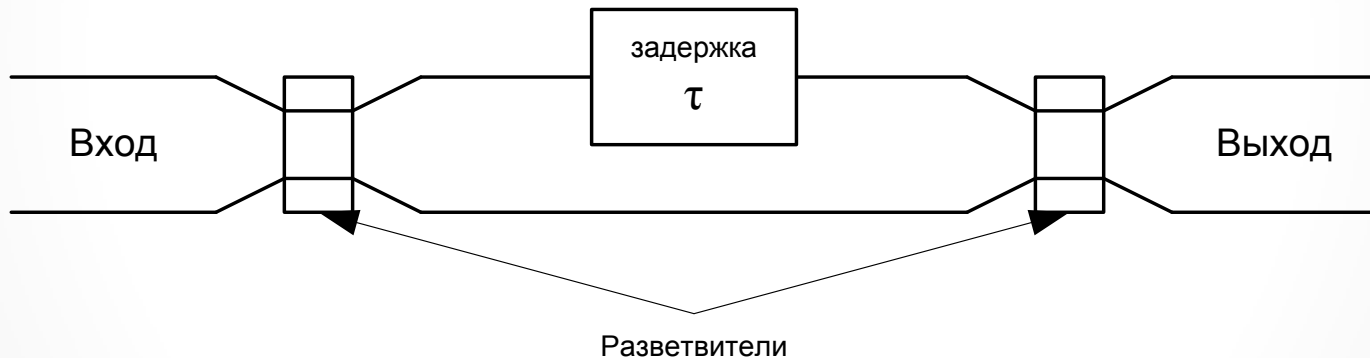 задержка
τ
Вход
Выход
Разветвители